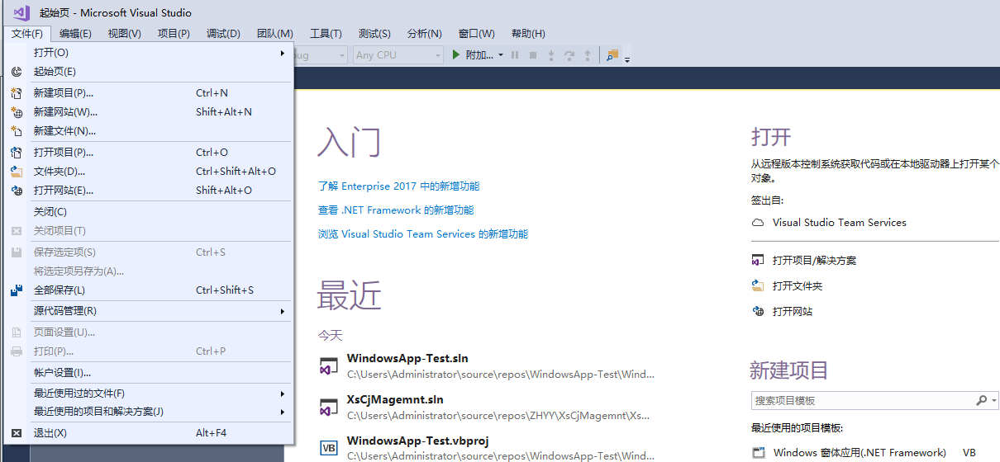 起始页 - Microsoft Visual Studio
文件(F) 编辑(E) 视图(V) 项目(P) 调试(D) 团队(M) 工具(T) 测试(S) 分析(N) 窗口(W) 帮助(H)
bug Any CPU 附加...
打开(O)
起始页(E)
新建项目(P)... Ctrl+N
新建网站(W)... Shift+Alt+N
新建文件(N)...
打开项目(P)... Ctrl+O
文件夹(D)... Ctrl+Shift+Alt+O
打开网站(E)... Shift+Alt+O
关闭(C)
关闭项目(T)
保存选定项(S) Ctrl+S
将选定项另存为(A)...
全部保存(L) Ctrl+Shift+S
源代码管理(R)
页面设置(U)...
打印(P)... Ctrl+P
帐户设置(I)...
最近使用过的文件(F)
最近使用的项目和解决方案(J)
退出(X) Alt+F4
入门
了解 Enterprise 2017 中的新增功能
查看 .NET Framework 的新增功能
浏览 Visual Studio Team Services 的新增功能
最近
今天
WindowsApp-Test.sln
C:\Users\Administrator\source\repos\WindowsApp-Test\Wind...
XsCjMagemnt.sln
C:\Users\Administrator\source\repos\ZHYY\XsCjMagemnt\Xs...
VB
WindowsApp-Test.vbproj
C:\Users\Administrator\source\repos\WindowsApp-Test\Wind...
打开
从远程版本控制系统获取代码或在本地驱动器上打开某个
对象。
签出自:
Visual Studio Team Services
打开项目/解决方案
打开文件夹
打开网站
新建项目
搜索项目模板
最近使用的项目模板:
Windows 窗体应用(.NET Framework) VB